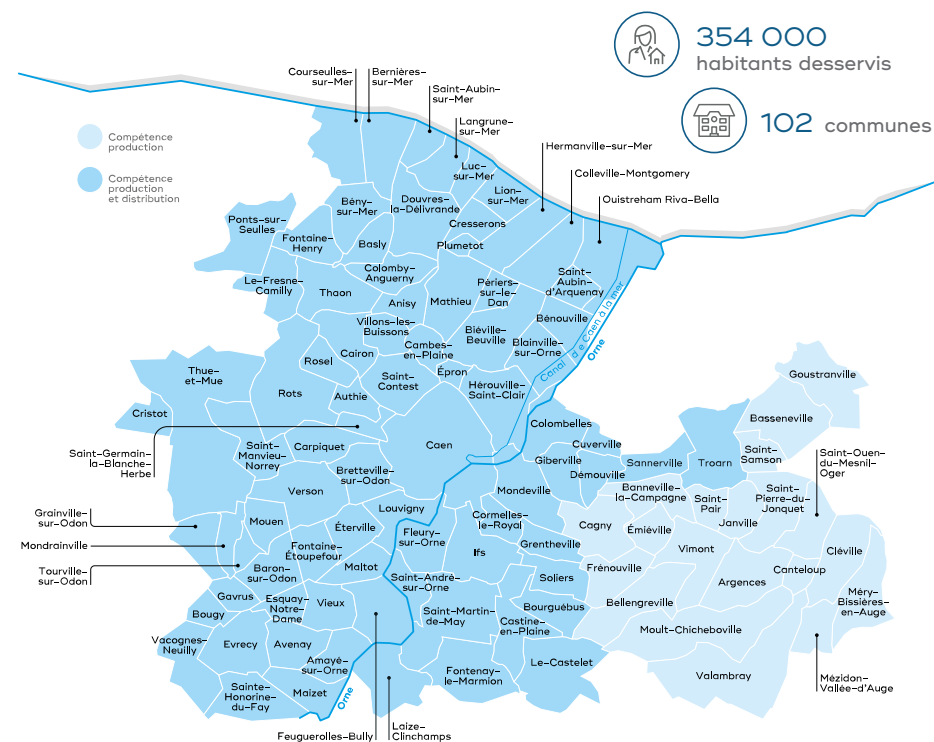 354 000
habitants desservis
102 communes
Compétence
production
Compétence
production
et distribution
Courseulles-
sur-Mer
Bernières-
sur-Mer
Saint-Aubin-
sur-Mer
Langrune-
sur-Mer
Hermanville-sur-Mer
Colleville-Montgomery
Ouistreham Riva-Bella
Luc-
sur-Mer
Lion-
sur-Mer
Douvres-
la-Délivrande
Bény-
sur-Mer
Cresserons
Plumetot
Basly
Ponts-sur-
Seulles
Fontaine-
Henry
Colomby-
Anguerny
Le-Fresne-
Camilly
Thaon
Anisy
Mathieu
Périers-
sur-le-
Dan
Saint-
Aubin-
d'Arquenay
Bénouville
Villons-les-
Buissons
Cambes-
en-Plaine
Biéville-
Beuville
Blainville-
sur-Orne
Canal de Caen à la mer
Orne
Rosel
Cairon
Épron
Saint-
Contest
Hérouville-
Saint-Clair
Thue-
et-Mue
Rots
Authie
Cristot
Goustranville
Basseneville
Colombelles
Caen
Saint-Germain-
la-Blanche-
Herbe
Saint-
Manvieu-
Norrey
Carpiquet
Bretteville-
sur-Odon
Cuverville
Giberville
Démouville
Sannerville
Troarn
Saint-
Samson
Saint-Ouen-
du-Mesnil-
Oger
Verson
Mondeville
Banneville-
la-Campagne
Saint-
Pair
Saint-
Pierre-du-
Jonquet
Janville
Grainville-
sur-Odon
Mondrainville
Tourville-
sur-Odon
Mouen
Éterville
Louvigny
Fleury-
sur-Orne
Cormelles-
le-Royal
Cagny
Émiéville
Vimont
Cléville
Fontaine-
Étoupefour
Baron-
sur-Odon
Maltot
Ifs
Grentheville
Frénouville
Canteloup
Argences
Saint-André-
sur-Orne
Soliers
Gavrus
Esquay-
Notre-
Dame
Vieux
Bougy
Bellengreville
Méry-
Bissières-
en-Auge
Saint-Martin-
de-May
Bourguébus
Castine-
en-Plaine
Moult-Chicheboville
Vacognes-
Neuilly
Evrecy
Avenay
Amayé-
sur-Orne
Le-Castelet
Fontenay-
le-Marmion
Valambray
Mézidon-
Vallée-d'Auge
Sainte-
Honorine-
du-Fay
Maizet
Orne
Feuguerolles-Bully
Laize-
Clinchamps